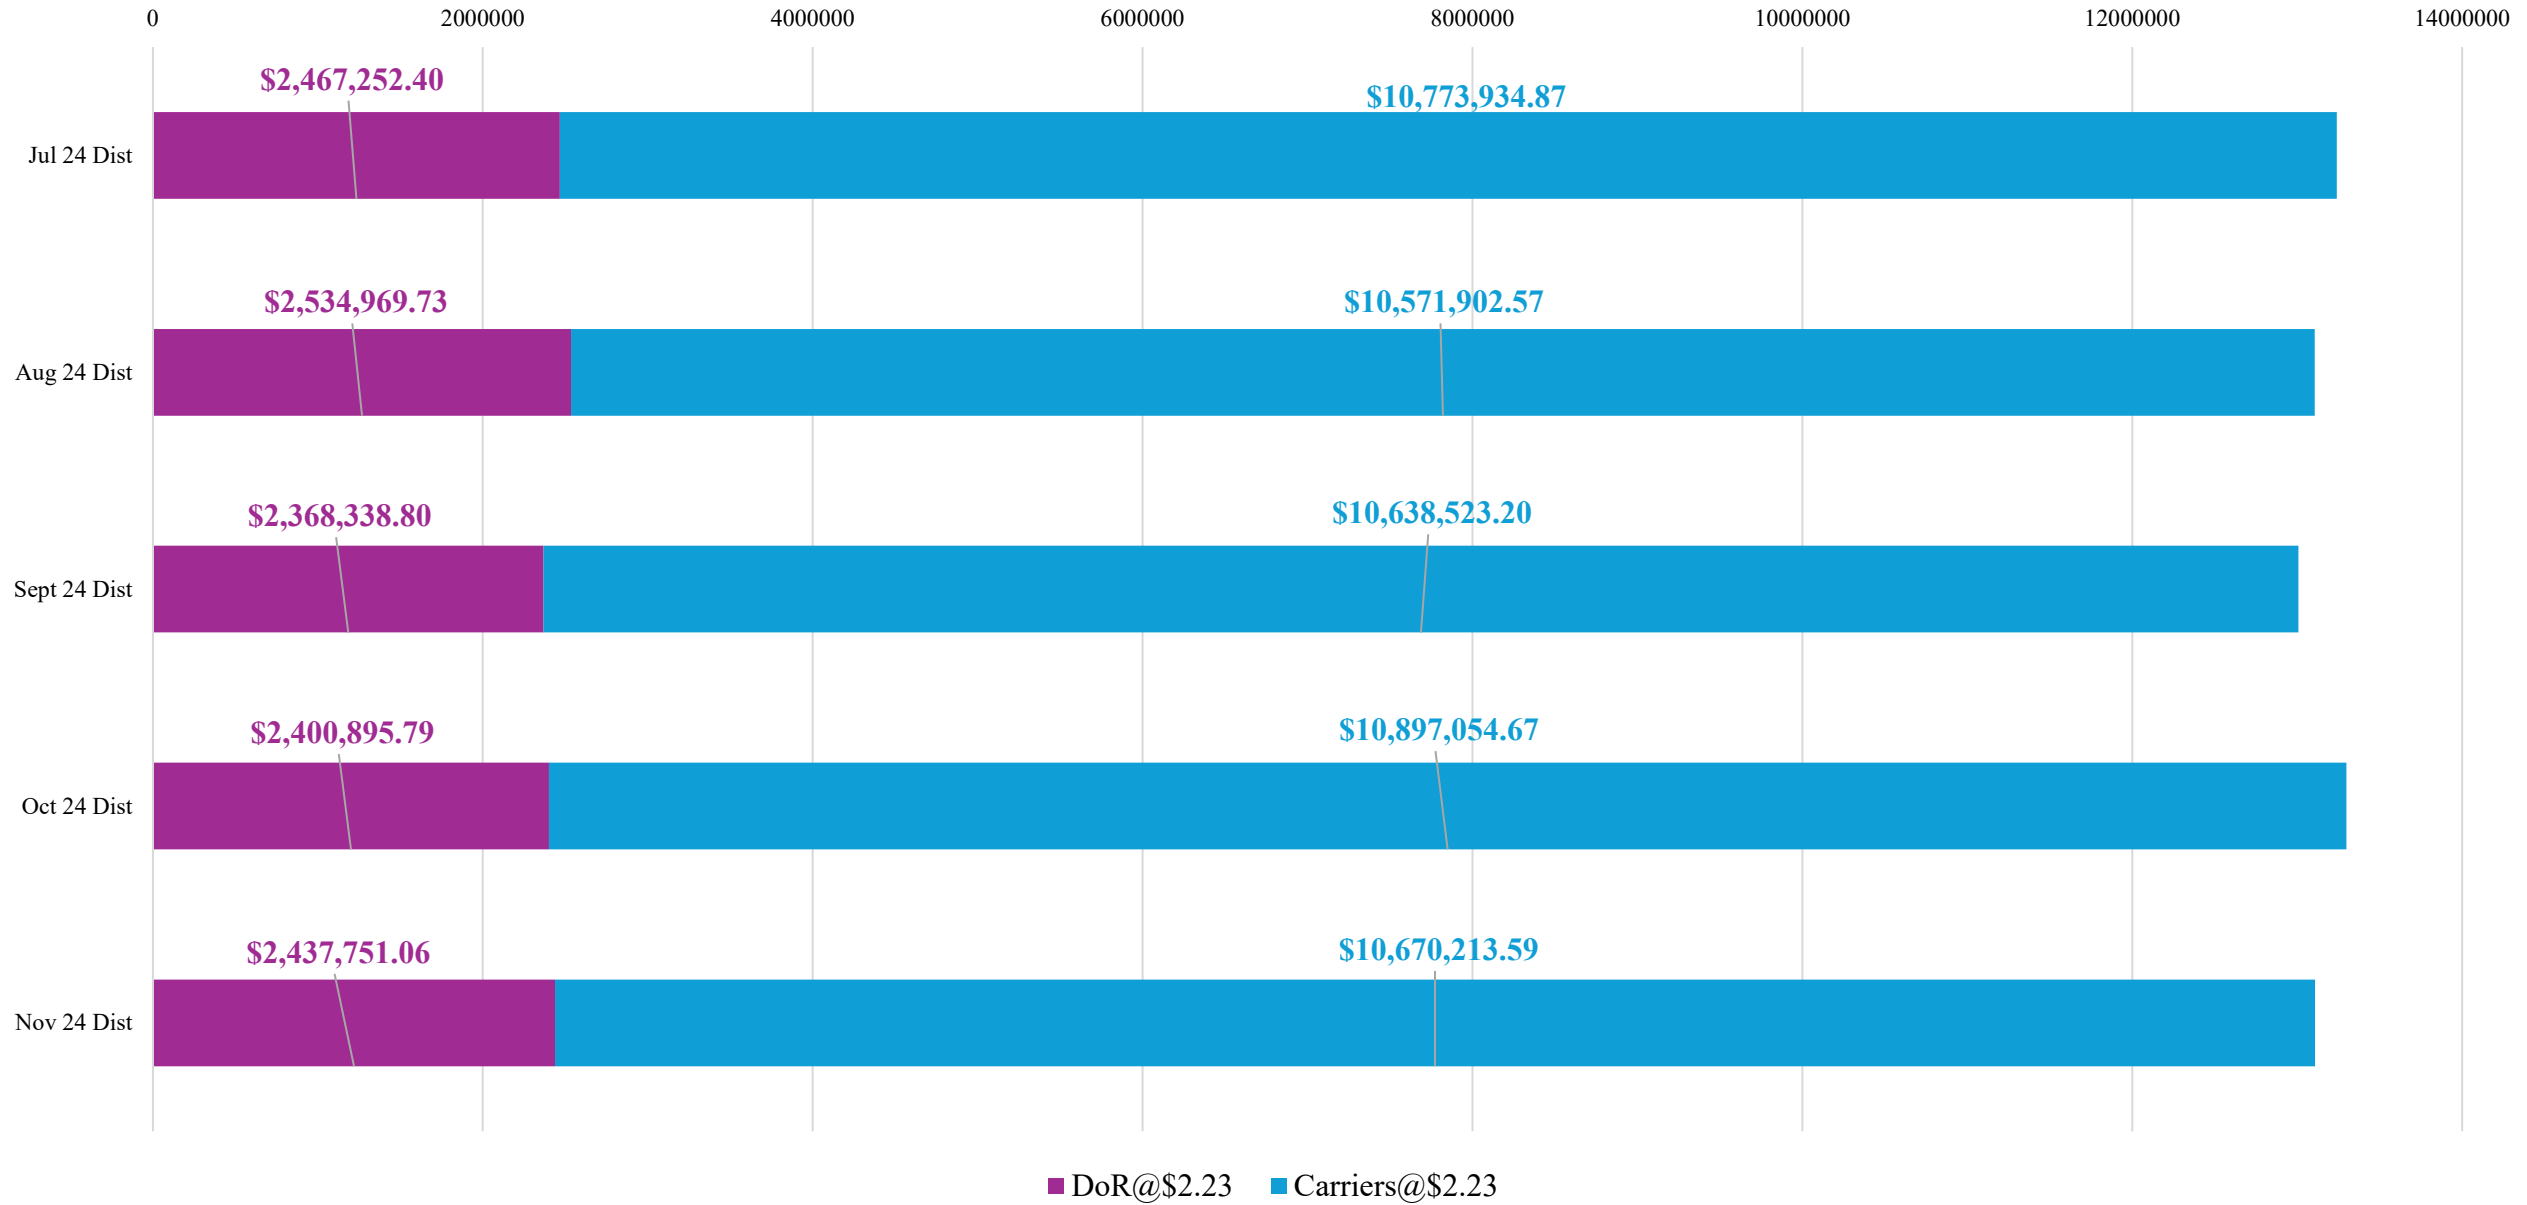 0 2000000 4000000 6000000 8000000 10000000 12000000 14000000
$2,467,252.40 $10,773,934.87
Jul 24 Dist
$2,534,969.73 $10,571,902.57
Aug 24 Dist
$2,368,338.80 $10,638,523.20
Sept 24 Dist
$2,400,895.79 $10,897,054.67
Oct 24 Dist
$2,437,751.06 $10,670,213.59
Nov 24 Dist
DoR@$2.23 Carriers@$2.23